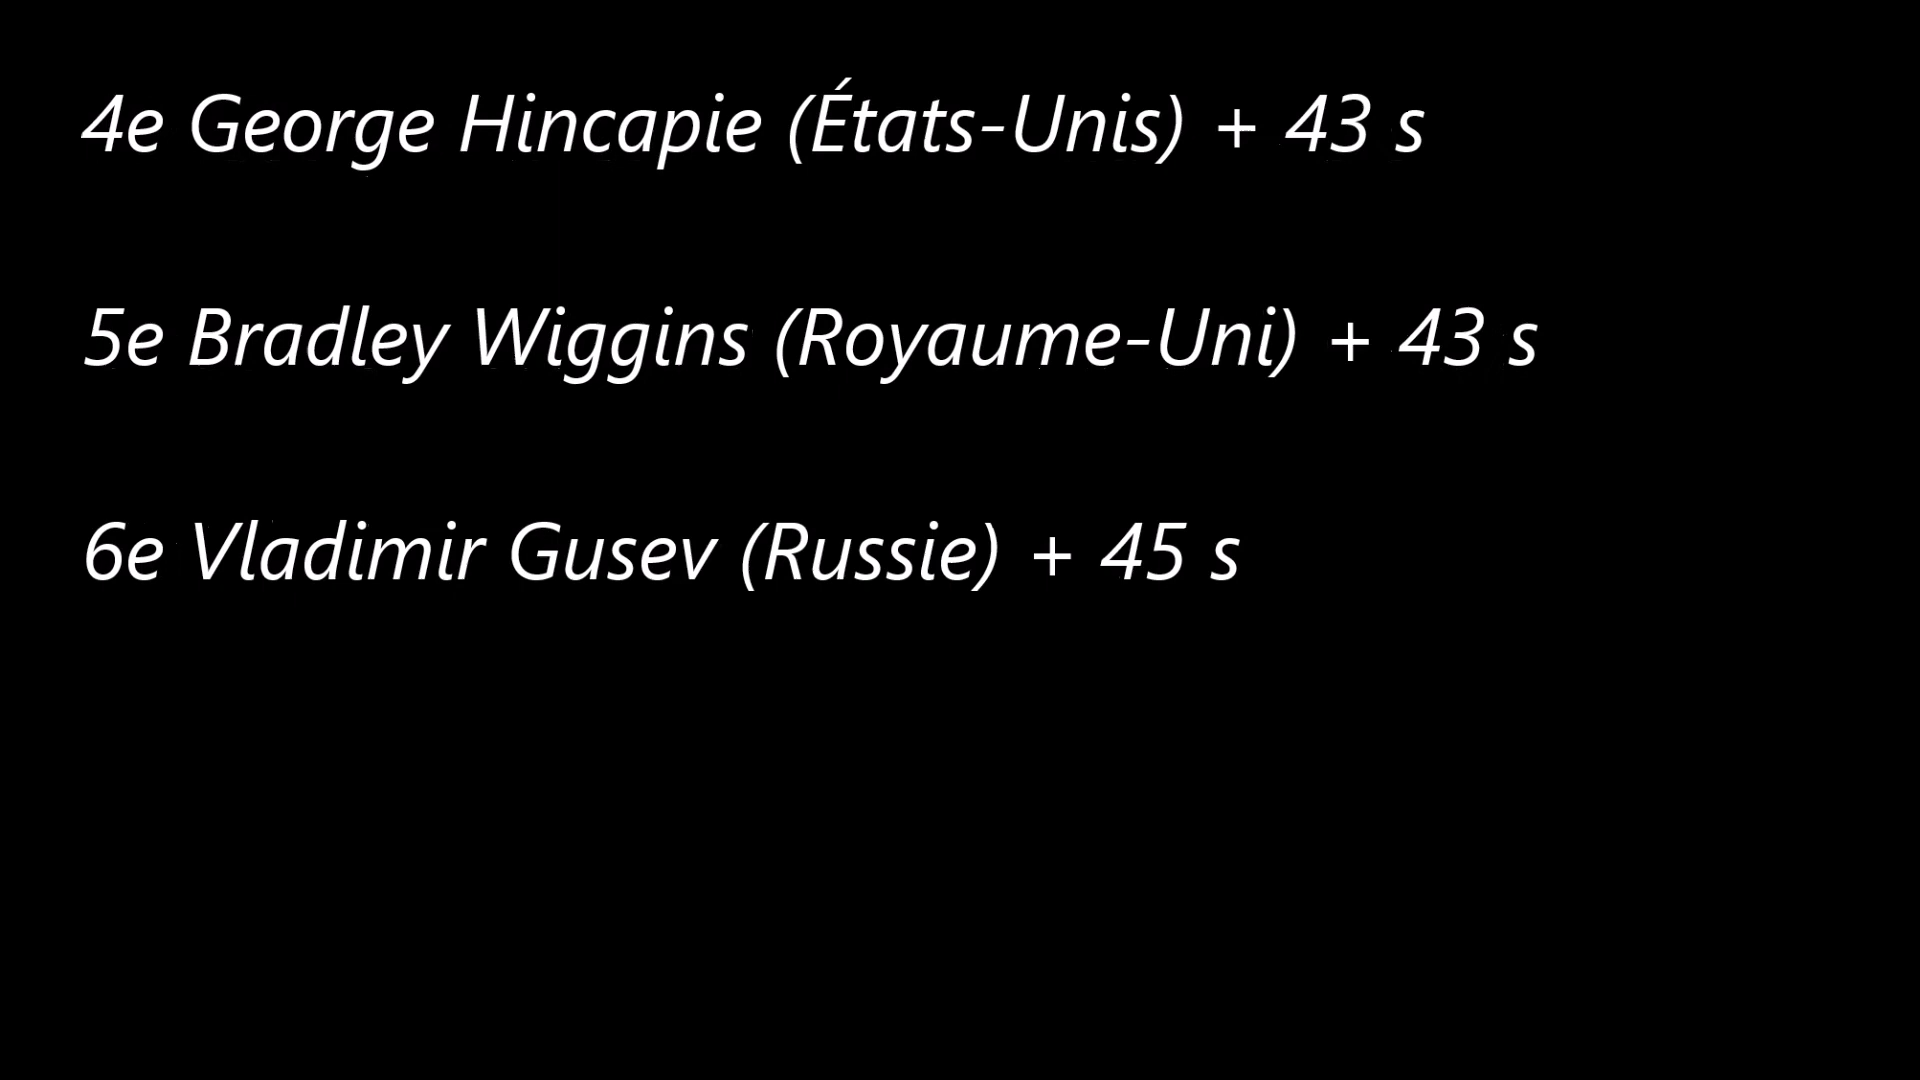 4e George Hincapie (États-Unis) + 43 s
5e Bradley Wiggins (Royaume-Uni) + 43 s
6e Vladimir Gusev (Russie) + 45 s